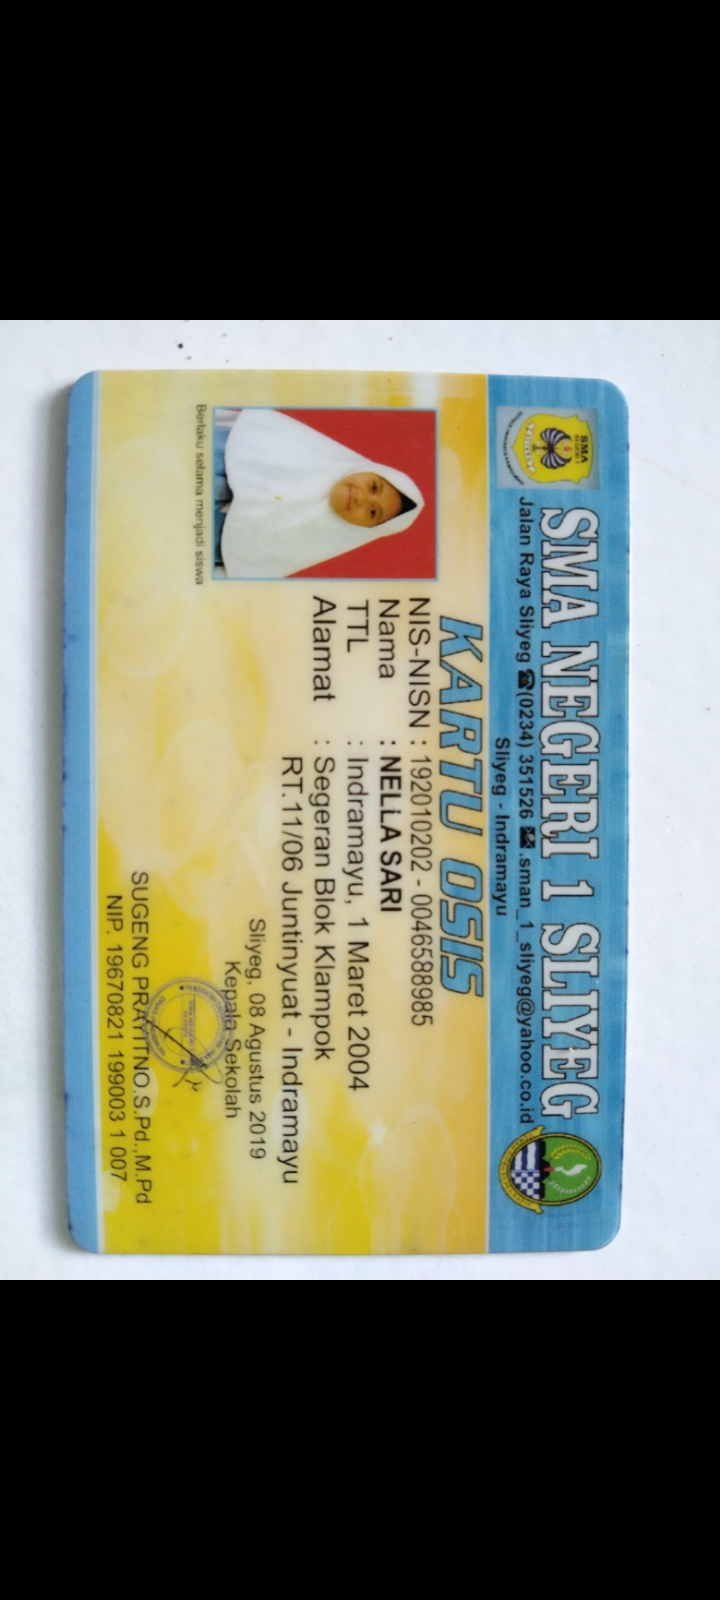 SMA NEGERI 1 SLIYEG
Jalan Raya Sliyeg ☎(0234) 351526 ✉.sman_1_sliyeg@yahoo.co.id
Sliyeg - Indramayu
SMA
KARTU OSIS
NIS-NISN : 192010202 - 0046588985
Nama : NELLA SARI
TTL : Indramayu, 1 Maret 2004
Alamat : Segeran Blok Klampok
RT.11/06 Juntinyuat - Indramayu
Berlaku selama menjadi siswa
Sliyeg, 08 Agustus 2019
Kepala Sekolah
SUGENG PRAYITNO.S.Pd.,M.Pd
NIP. 19670821 199003 1 007